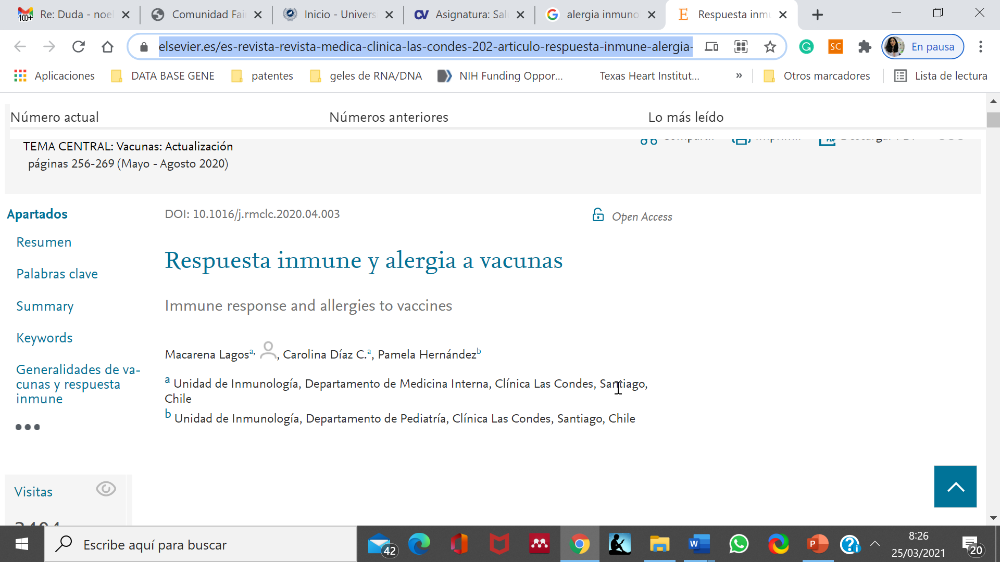 100+ Re: Duda - noel
Comunidad Fai
Inicio - Univers
CV Asignatura: Sal
alergia inmuno
E Respuesta inmu
elsevier.es/es-revista-revista-medica-clinica-las-condes-202-articulo-respuesta-inmune-alergia-
SC
En pausa
Aplicaciones
DATA BASE GENE
patentes
geles de RNA/DNA
NIH Funding Oppor...
Texas Heart Institut...
»
Otros marcadores
Lista de lectura
Número actual
Números anteriores
Lo más leído
TEMA CENTRAL: Vacunas: Actualización
páginas 256-269 (Mayo - Agosto 2020)
Apartados
Resumen
Palabras clave
Summary
Keywords
Generalidades de va-
cunas y respuesta
inmune
DOI: 10.1016/j.rmclc.2020.04.003
Open Access
Respuesta inmune y alergia a vacunas
Immune response and allergies to vaccines
Macarena Lagosa, , Carolina Díaz C.a, Pamela Hernándezb
a Unidad de Inmunología, Departamento de Medicina Interna, Clínica Las Condes, Santiago,
Chile
b Unidad de Inmunología, Departamento de Pediatría, Clínica Las Condes, Santiago, Chile
Visitas
Escribe aquí para buscar
42
8:26
25/03/2021
20